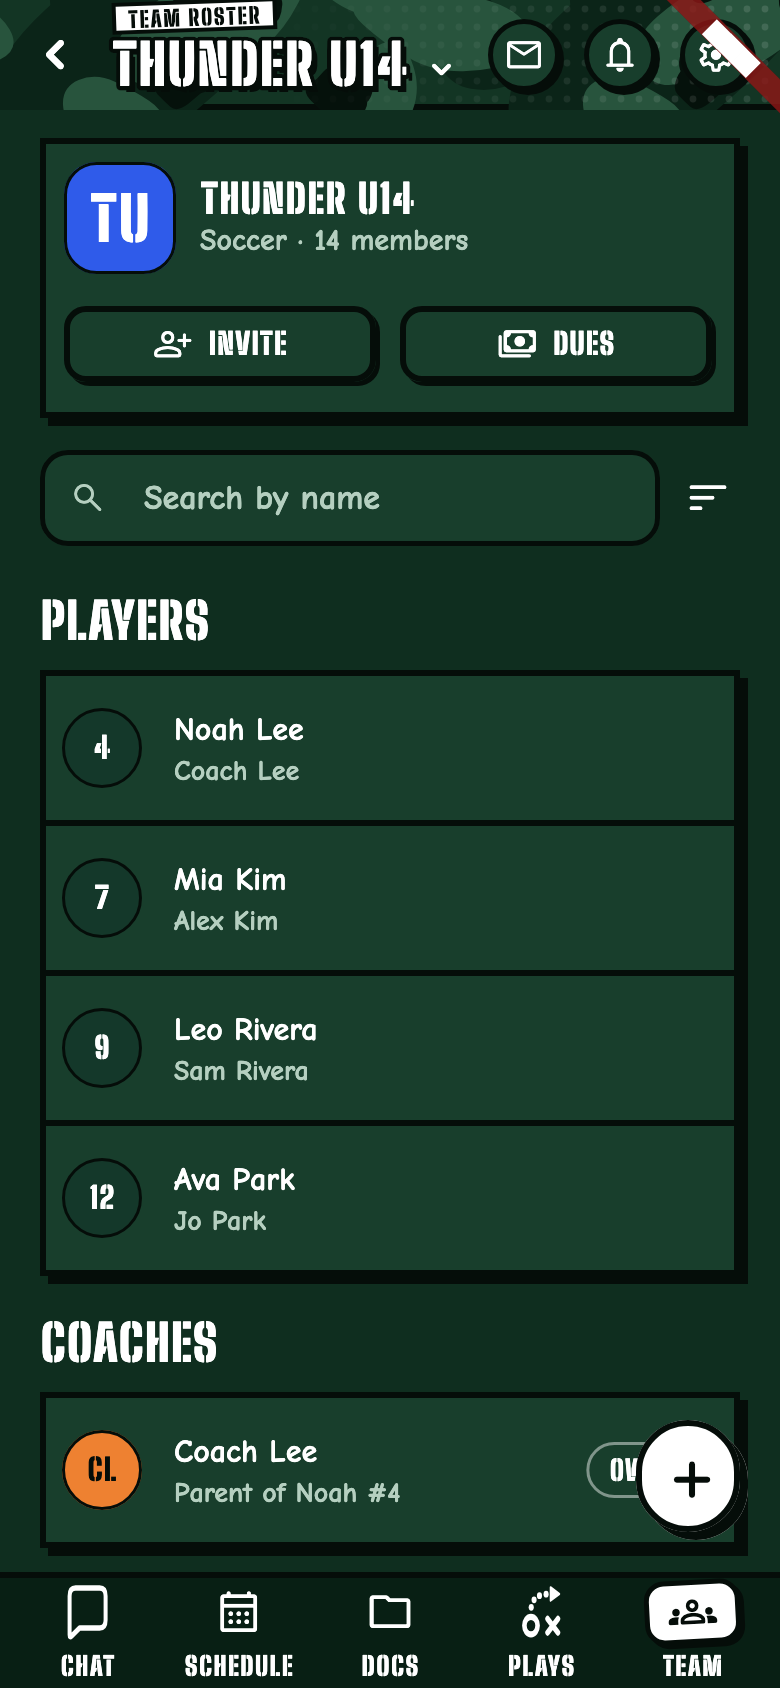 TEAM ROSTER
THUNDER U14
TU
THUNDER U14
Soccer · 14 members
INVITE
DUES
Search by name
PLAYERS
4
Noah Lee
Coach Lee
7
Mia Kim
Alex Kim
9
Leo Rivera
Sam Rivera
12
Ava Park
Jo Park
COACHES
CL
Coach Lee
Parent of Noah #4
CHAT
SCHEDULE
DOCS
PLAYS
TEAM